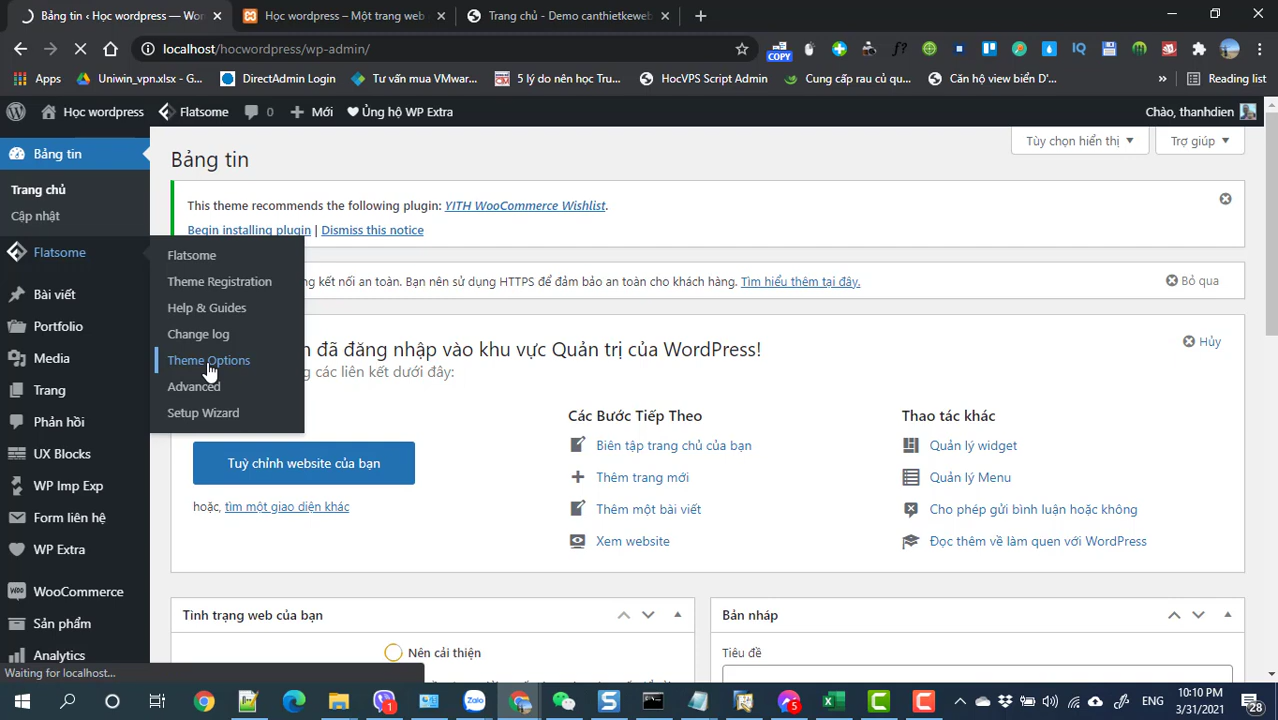 Bảng tin ‹ Học wordpress — Wor
Học wordpress – Một trang web
Trang chủ - Demo canthietkeweb
localhost/hocwordpress/wp-admin/
COPY
f?
IQ
Apps
Uniwin_vpn.xlsx - G...
DirectAdmin Login
Tư vấn mua VMwar...
5 lý do nên học Tru...
HocVPS Script Admin
Cung cấp rau củ qu...
Căn hộ view biển D'...
»
Reading list
Học wordpress
Flatsome
0
Mới
Ủng hộ WP Extra
Chào, thanhdien
Bảng tin
Trang chủ
Cập nhật
Flatsome
Bài viết
Portfolio
Media
Trang
Phản hồi
UX Blocks
WP Imp Exp
Form liên hệ
WP Extra
WooCommerce
Sản phẩm
Analytics
Flatsome
Theme Registration
Help & Guides
Change log
Theme Options
Advanced
Setup Wizard
Bảng tin
Tùy chọn hiển thị
Trợ giúp
This theme recommends the following plugin: YITH WooCommerce Wishlist.
Begin installing plugin | Dismiss this notice
kết nối an toàn. Bạn nên sử dụng HTTPS để đảm bảo an toàn cho khách hàng. Tìm hiểu thêm tại đây.
Bỏ qua
đã đăng nhập vào khu vực Quản trị của WordPress!
Hủy
các liên kết dưới đây:
Tuỳ chỉnh website của bạn
hoặc, tìm một giao diện khác
Các Bước Tiếp Theo
Biên tập trang chủ của bạn
Thêm trang mới
Thêm một bài viết
Xem website
Thao tác khác
Quản lý widget
Quản lý Menu
Cho phép gửi bình luận hoặc không
Đọc thêm về làm quen với WordPress
Tình trạng web của bạn
Nên cải thiện
Bản nháp
Tiêu đề
Waiting for localhost...
1
Zalo
5
ENG
10:10 PM
3/31/2021
28